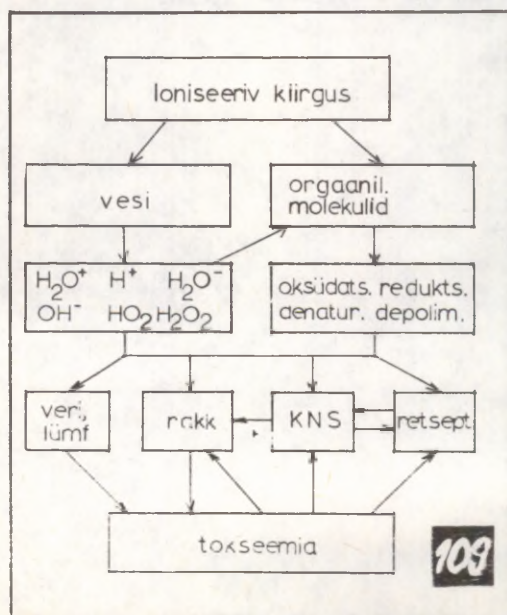 Ioniseeriv kiirgus
vesi
orgaanil.
molekulid
H₂O⁺ H⁺ H₂O⁻
OH⁻ HO₂ H₂O₂
oksüdats. redukts.
denatur. depolim.
veri,
lümf
rakk
KNS
retsept.
tokseemia
109